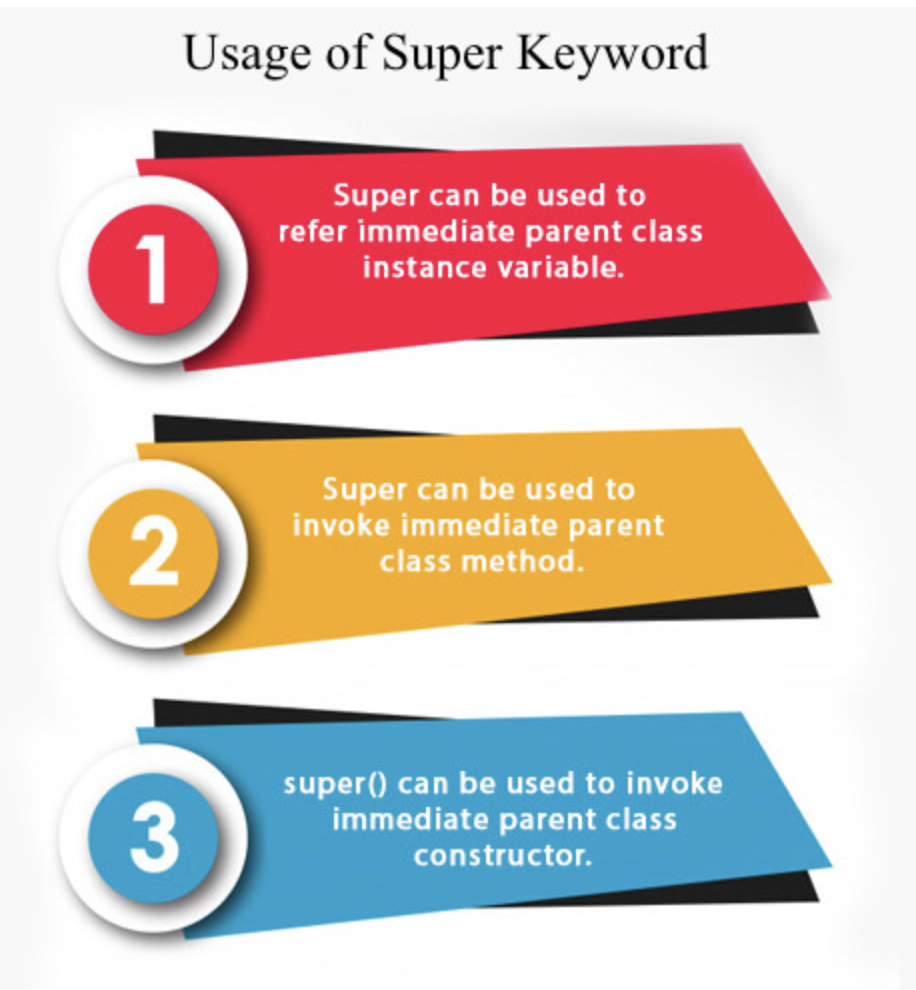 Usage of Super Keyword
1
Super can be used to
refer immediate parent class
instance variable.
2
Super can be used to
invoke immediate parent
class method.
3
super() can be used to invoke
immediate parent class
constructor.